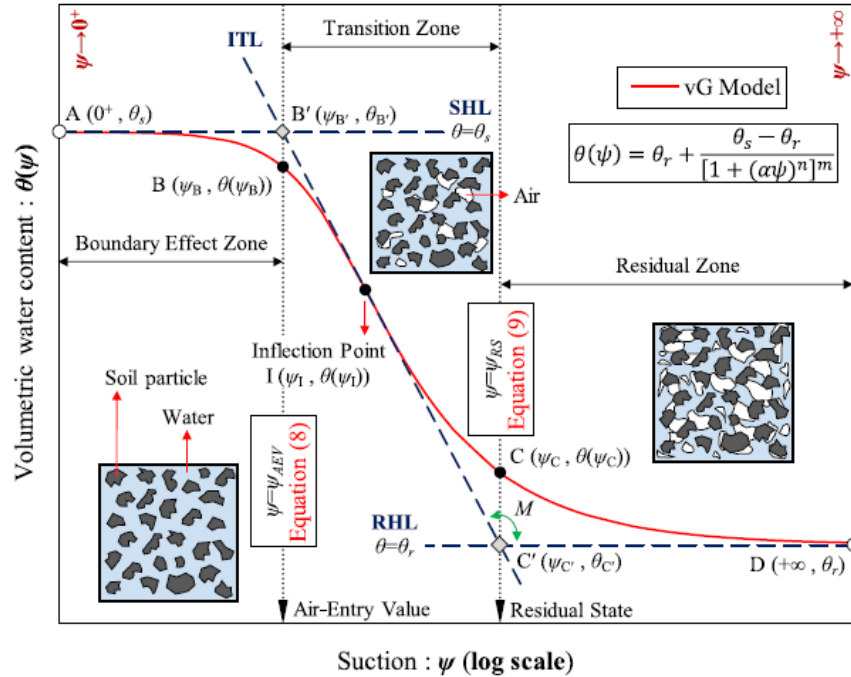 ψ→0⁺
ITL
Transition Zone
ψ→+∞
A (0⁺ , θₛ)
B′ (ψB′ , θB′)
SHL
θ=θₛ
vG Model
θ(ψ) = θᵣ + (θₛ − θᵣ) / [1 + (αψ)ⁿ]ᵐ
B (ψB , θ(ψB))
Air
Boundary Effect Zone
Residual Zone
Inflection Point
I (ψI , θ(ψI))
ψ=ψRS
Equation (9)
Soil particle
Water
ψ=ψAEV
Equation (8)
C (ψC , θ(ψC))
RHL
θ=θᵣ
M
C′ (ψC′ , θC′)
D (+∞ , θᵣ)
Air-Entry Value
Residual State
Volumetric water content : θ(ψ)
Suction : ψ (log scale)